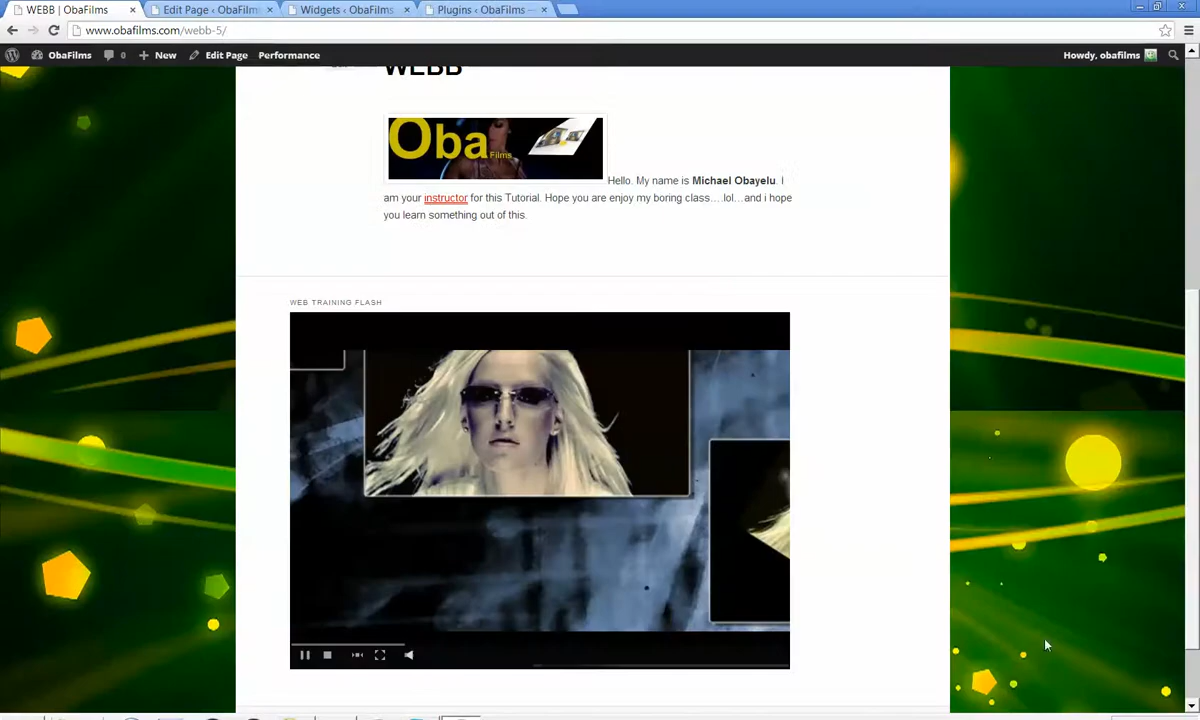 WEBB | ObaFilms
Edit Page ‹ ObaFilms
Widgets ‹ ObaFilms
Plugins ‹ ObaFilms —
www.obafilms.com/webb-5/
ObaFilms
0
New
Edit Page
Performance
Howdy, obafilms
WEBB
Oba Films
Hello. My name is Michael Obayelu. I
am your instructor for this Tutorial. Hope you are enjoy my boring class….lol…and i hope
you learn something out of this.
WEB TRAINING FLASH